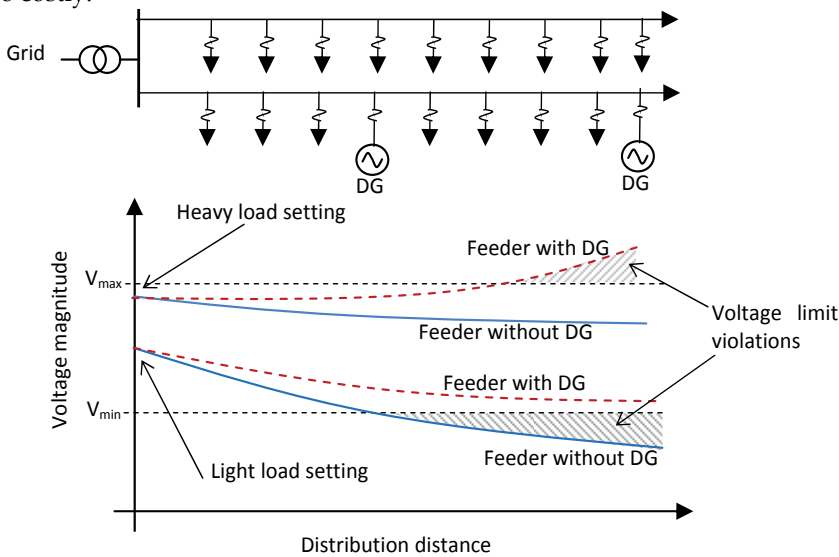 Grid
DG
DG
Heavy load setting
Feeder with DG
Vmax
Voltage limit
violations
Feeder without DG
Feeder with DG
Vmin
Feeder without DG
Light load setting
Voltage magnitude
Distribution distance